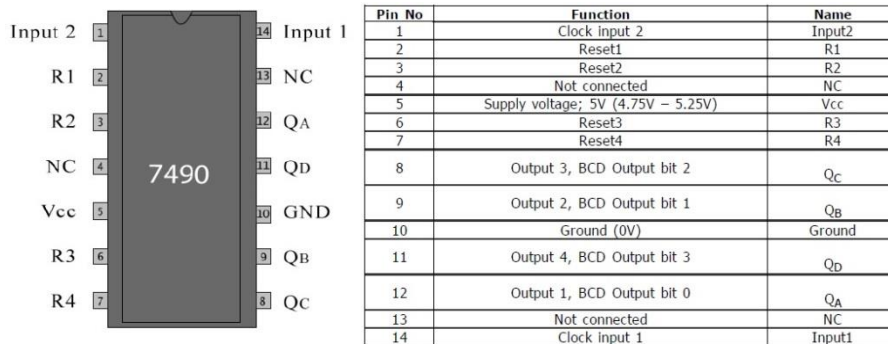 Input 2 1 14 Input 1
R1 2 13 NC
R2 3 12 QA
NC 4 11 QD
7490
Vcc 5 10 GND
R3 6 9 QB
R4 7 8 QC
Pin No Function Name
1 Clock input 2 Input2
2 Reset1 R1
3 Reset2 R2
4 Not connected NC
5 Supply voltage; 5V (4.75V – 5.25V) Vcc
6 Reset3 R3
7 Reset4 R4
8 Output 3, BCD Output bit 2 QC
9 Output 2, BCD Output bit 1 QB
10 Ground (0V) Ground
11 Output 4, BCD Output bit 3 QD
12 Output 1, BCD Output bit 0 QA
13 Not connected NC
14 Clock input 1 Input1